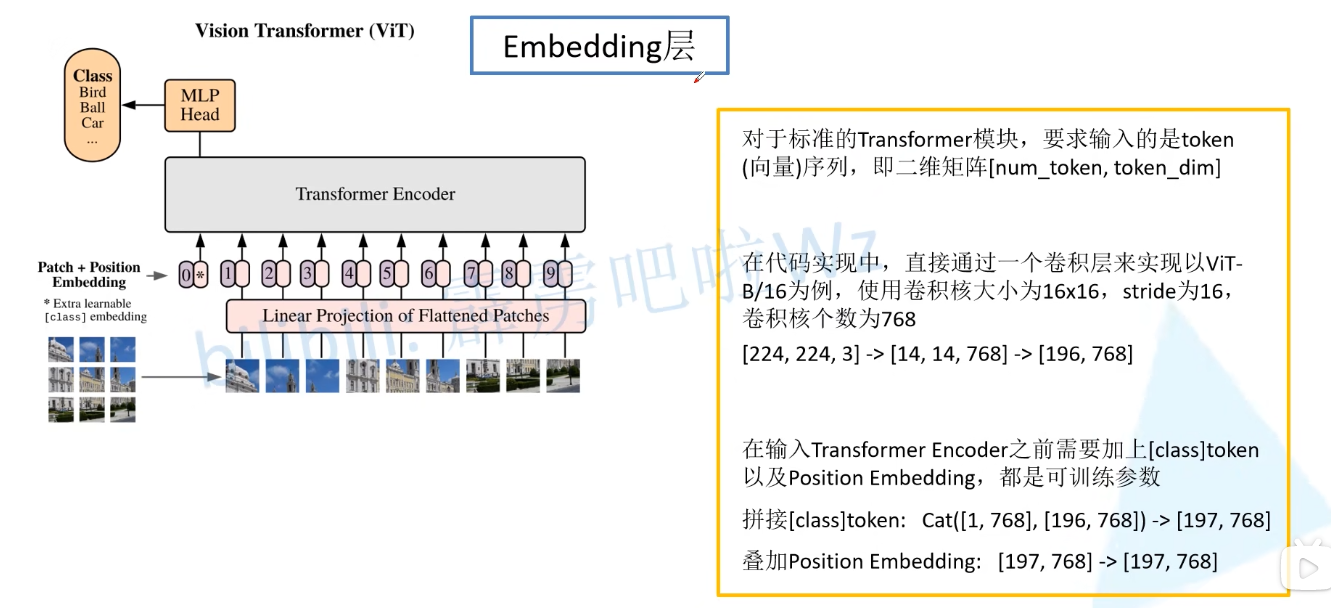 Vision Transformer (ViT)
Embedding层
Class
Bird
Ball
Car
...
MLP
Head
Transformer Encoder
Patch + Position
Embedding
* Extra learnable
[class] embedding
0 * 1 2 3 4 5 6 7 8 9
Linear Projection of Flattened Patches
对于标准的Transformer模块，要求输入的是token
(向量)序列，即二维矩阵[num_token, token_dim]
在代码实现中，直接通过一个卷积层来实现以ViT-
B/16为例，使用卷积核大小为16x16，stride为16，
卷积核个数为768
[224, 224, 3] -> [14, 14, 768] -> [196, 768]
在输入Transformer Encoder之前需要加上[class]token
以及Position Embedding，都是可训练参数
拼接[class]token: Cat([1, 768], [196, 768]) -> [197, 768]
叠加Position Embedding: [197, 768] -> [197, 768]
bilibili: 霹雳吧啦Wz